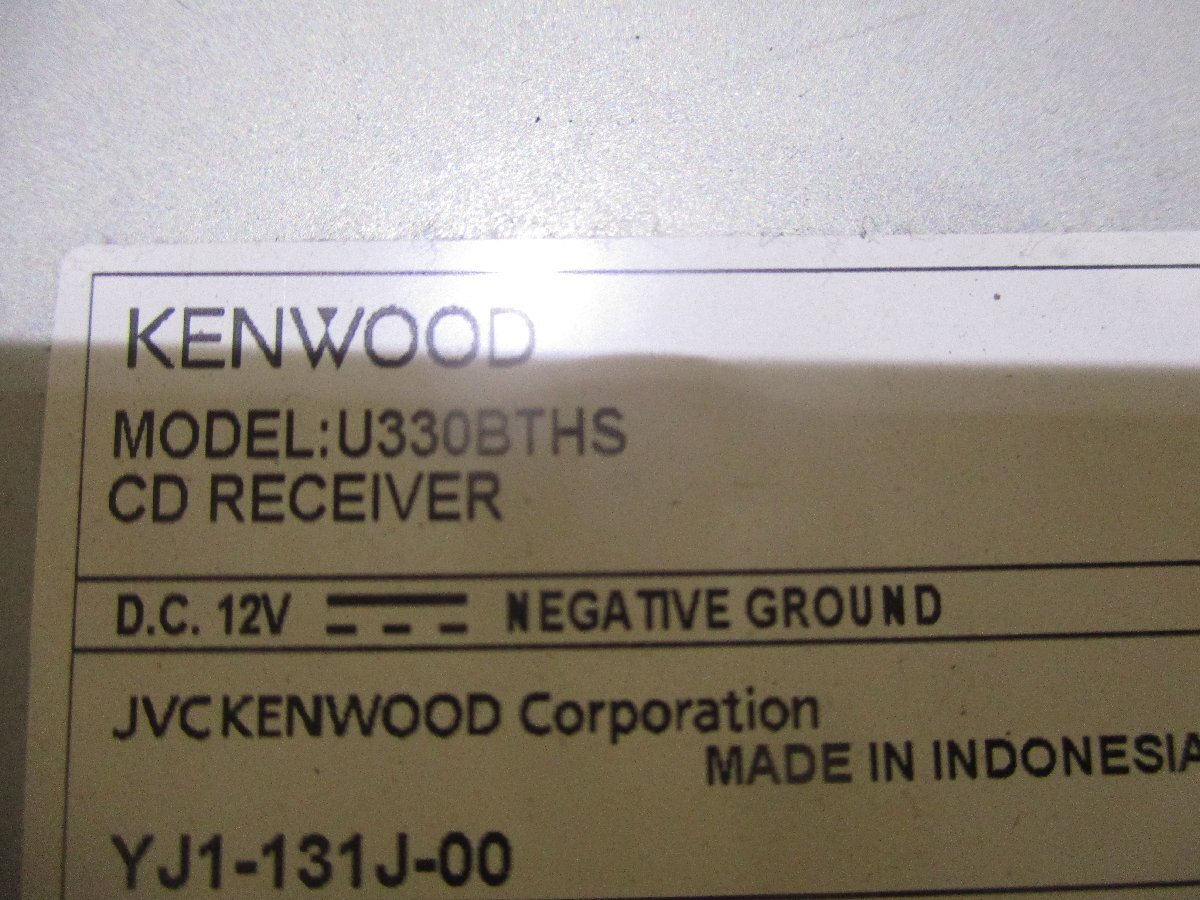 KENWOOD
MODEL:U330BTHS
CD RECEIVER
D.C. 12V NEGATIVE GROUND
JVCKENWOOD Corporation
MADE IN INDONESIA
YJ1-131J-00